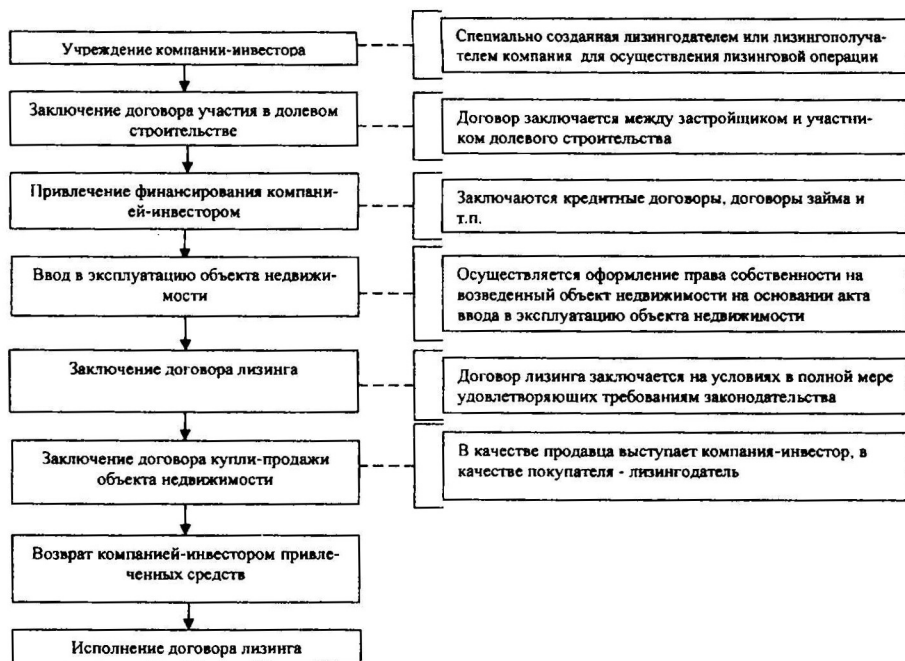 Учреждение компании-инвестора
Специально созданная лизингодателем или лизингополуча-
телем компания для осуществления лизинговой операции
Заключение договора участия в долевом
строительстве
Договор заключается между застройщиком и участни-
ком долевого строительства
Привлечение финансирования компани-
ей-инвестором
Заключаются кредитные договоры, договоры займа и
т.п.
Ввод в эксплуатацию объекта недвижи-
мости
Осуществляется оформление права собственности на
возведенный объект недвижимости на основании акта
ввода в эксплуатацию объекта недвижимости
Заключение договора лизинга
Договор лизинга заключается на условиях в полной мере
удовлетворяющих требованиям законодательства
Заключение договора купли-продажи
объекта недвижимости
В качестве продавца выступает компания-инвестор, в
качестве покупателя - лизингодатель
Возврат компанией-инвестором привле-
ченных средств
Исполнение договора лизинга